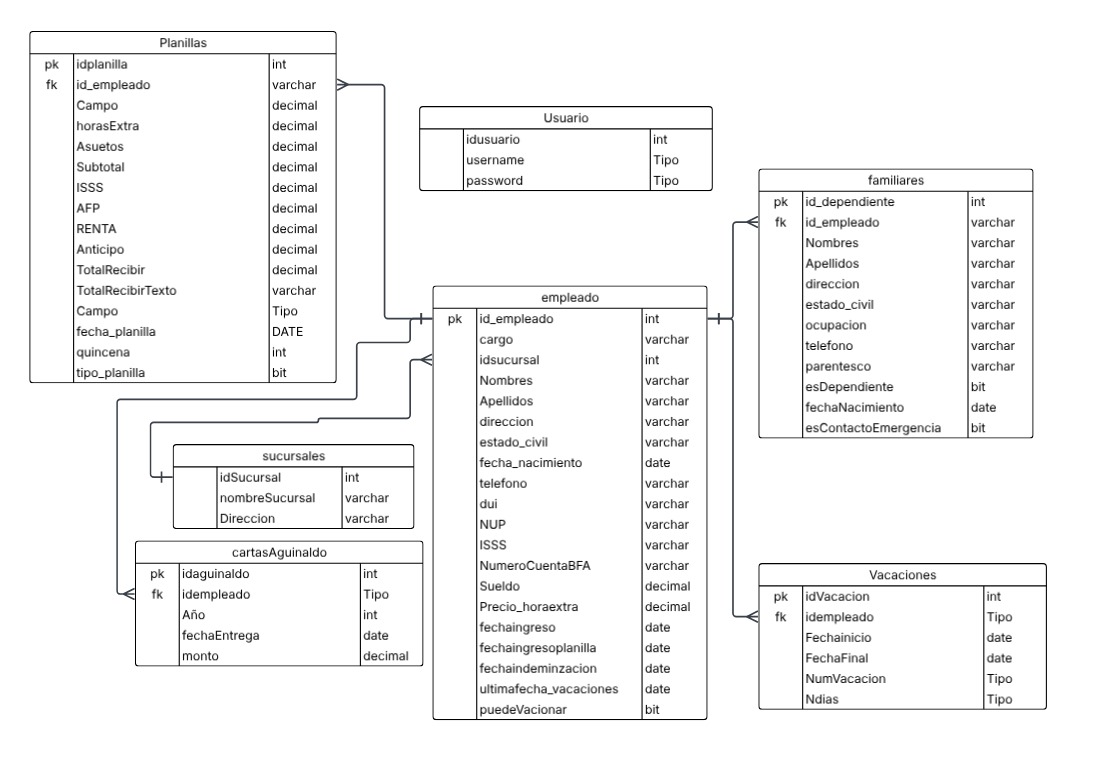 Planillas
pk idplanilla int
fk id_empleado varchar
Campo decimal
horasExtra decimal
Asuetos decimal
Subtotal decimal
ISSS decimal
AFP decimal
RENTA decimal
Anticipo decimal
TotalRecibir decimal
TotalRecibirTexto varchar
Campo Tipo
fecha_planilla DATE
quincena int
tipo_planilla bit
Usuario
idusuario int
username Tipo
password Tipo
familiares
pk id_dependiente int
fk id_empleado varchar
Nombres varchar
Apellidos varchar
direccion varchar
estado_civil varchar
ocupacion varchar
telefono varchar
parentesco varchar
esDependiente bit
fechaNacimiento date
esContactoEmergencia bit
empleado
pk id_empleado int
cargo varchar
idsucursal int
Nombres varchar
Apellidos varchar
direccion varchar
estado_civil varchar
fecha_nacimiento date
telefono varchar
dui varchar
NUP varchar
ISSS varchar
NumeroCuentaBFA varchar
Sueldo decimal
Precio_horaextra decimal
fechaingreso date
fechaingresoplanilla date
fechaindeminzacion date
ultimafecha_vacaciones date
puedeVacionar bit
sucursales
idSucursal int
nombreSucursal varchar
Direccion varchar
cartasAguinaldo
pk idaguinaldo int
fk idempleado Tipo
Año int
fechaEntrega date
monto decimal
Vacaciones
pk idVacacion int
fk idempleado Tipo
Fechainicio date
FechaFinal date
NumVacacion Tipo
Ndias Tipo